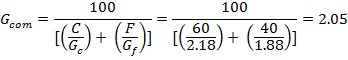 G_com = 100 / [(C/G_c) + (F/G_f)] = 100 / [(60/2.18) + (40/1.88)] = 2.05